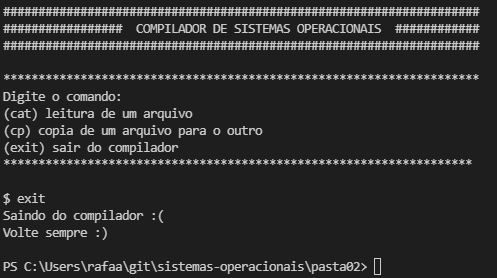 ####################################################################
################# COMPILADOR DE SISTEMAS OPERACIONAIS ############
####################################################################
********************************************************************
Digite o comando:
(cat) leitura de um arquivo
(cp) copia de um arquivo para o outro
(exit) sair do compilador
*******************************************************************
$ exit
Saindo do compilador :(
Volte sempre :)
PS C:\Users\rafaa\git\sistemas-operacionais\pasta02>